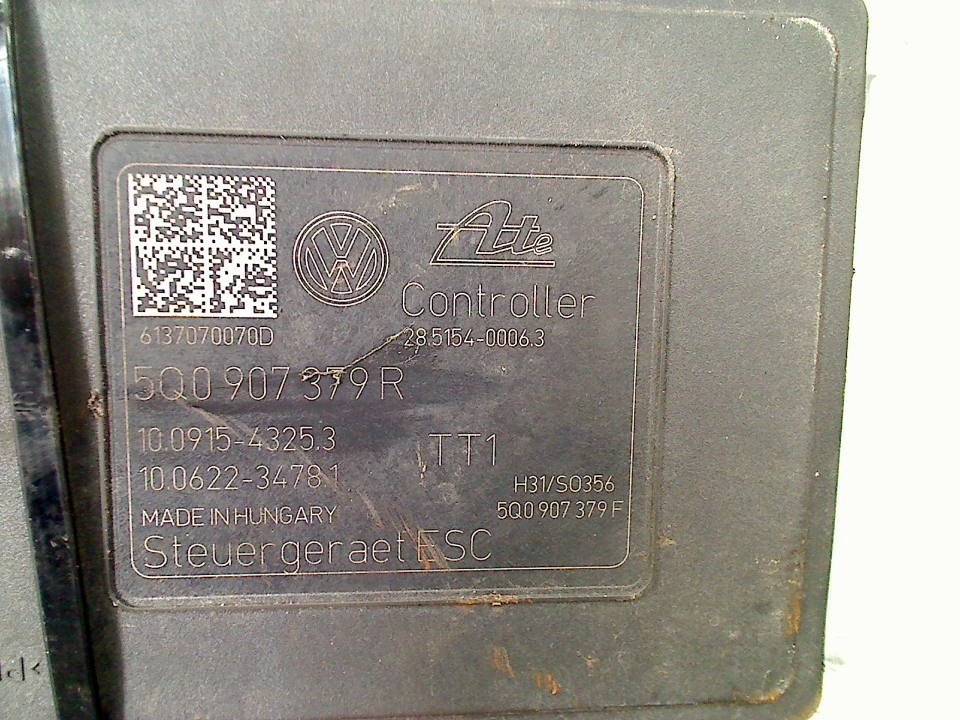 Ate
Controller
6137070070D
28.5154-0006.3
5Q0 907 379 R
10.0915-4325.3
TT1
10.0622-3478.1
H31/S0356
5Q0 907 379 F
MADE IN HUNGARY
Steuergeraet ESC